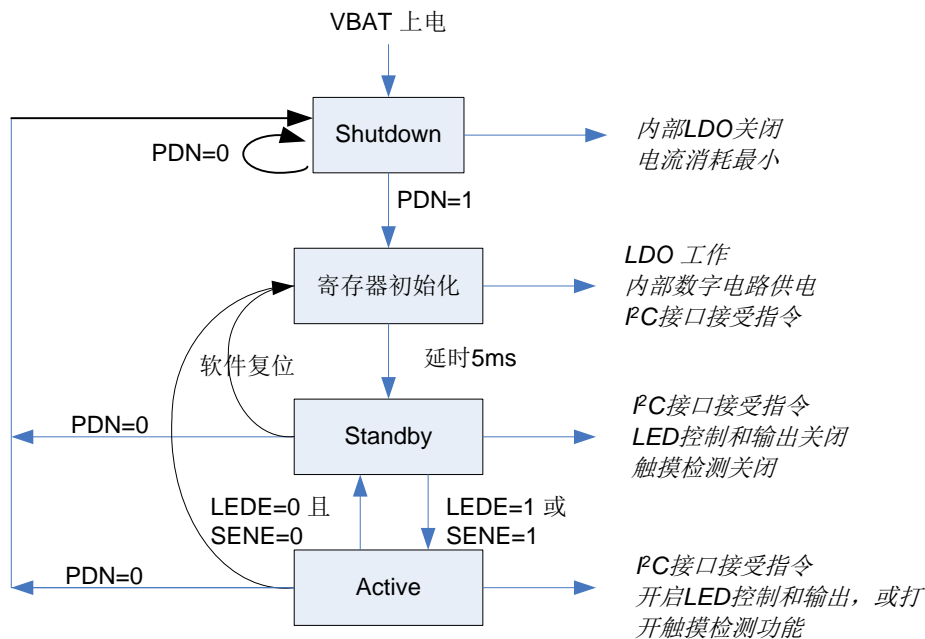 VBAT 上电
Shutdown
PDN=0
内部LDO关闭
电流消耗最小
PDN=1
寄存器初始化
LDO 工作
内部数字电路供电
I²C接口接受指令
软件复位
延时5ms
PDN=0
Standby
I²C接口接受指令
LED控制和输出关闭
触摸检测关闭
LEDE=0 且
SENE=0
LEDE=1 或
SENE=1
PDN=0
Active
I²C接口接受指令
开启LED控制和输出，或打
开触摸检测功能